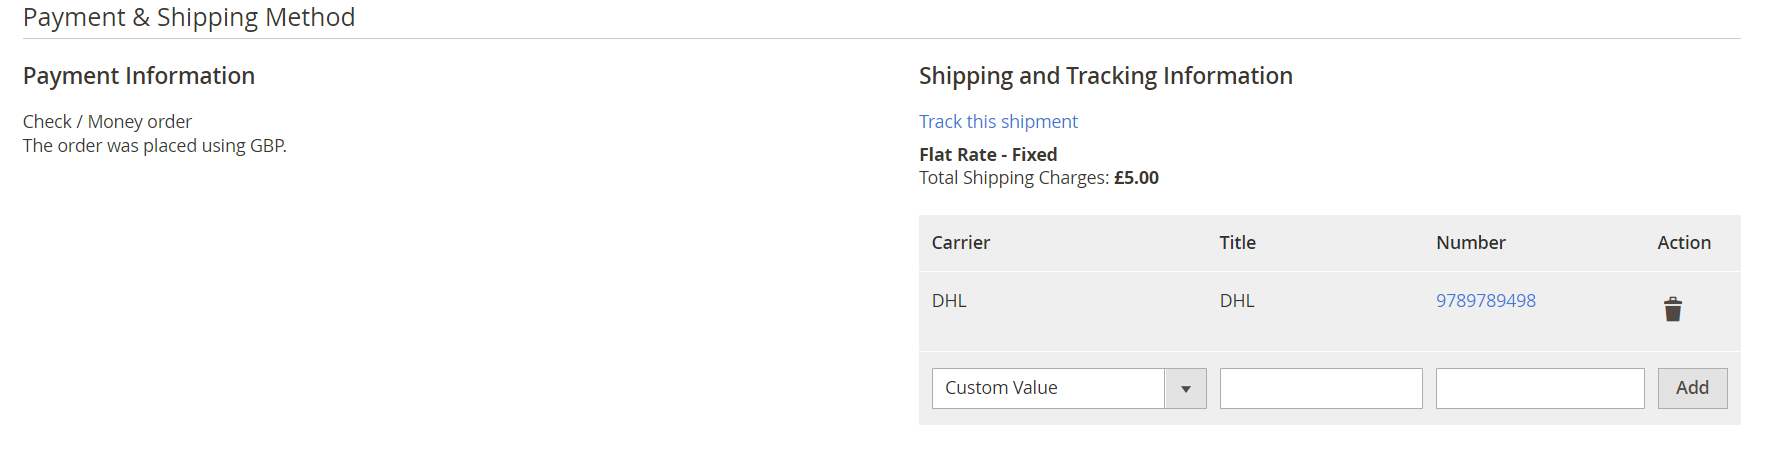 Payment & Shipping Method
Payment Information
Check / Money order
The order was placed using GBP.
Shipping and Tracking Information
Track this shipment
Flat Rate - Fixed
Total Shipping Charges: £5.00
Carrier Title Number Action
DHL DHL 9789789498
Custom Value Add